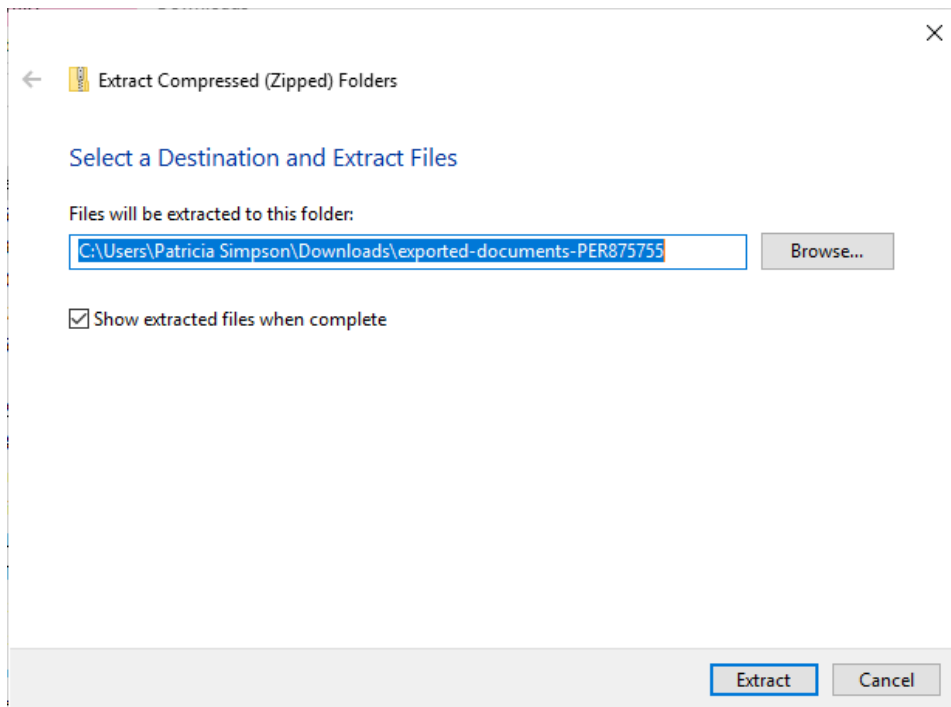 Extract Compressed (Zipped) Folders
Select a Destination and Extract Files
Files will be extracted to this folder:
C:\Users\Patricia Simpson\Downloads\exported-documents-PER875755
Browse...
Show extracted files when complete
Extract
Cancel